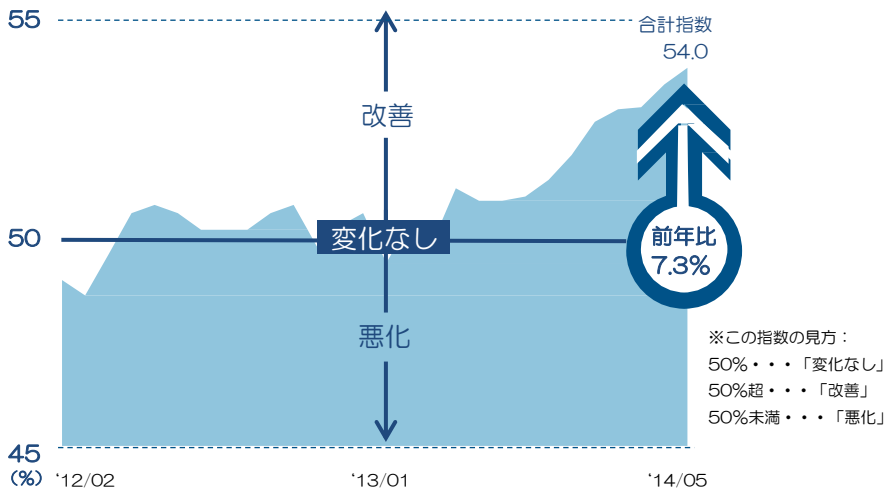 55
合計指数
54.0
改善
50
変化なし
前年比
7.3%
悪化
※この指数の見方：
50%・・・「変化なし」
50%超・・・「改善」
50%未満・・・「悪化」
45
(%)
‘12/02
‘13/01
‘14/05